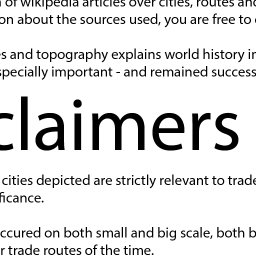 of wikipedia articles over cities, routes and
on about the sources used, you are free to
s and topography explains world history in
specially important - and remained success
claimers
cities depicted are strictly relevant to trade
ficance.
ccured on both small and big scale, both b
r trade routes of the time.